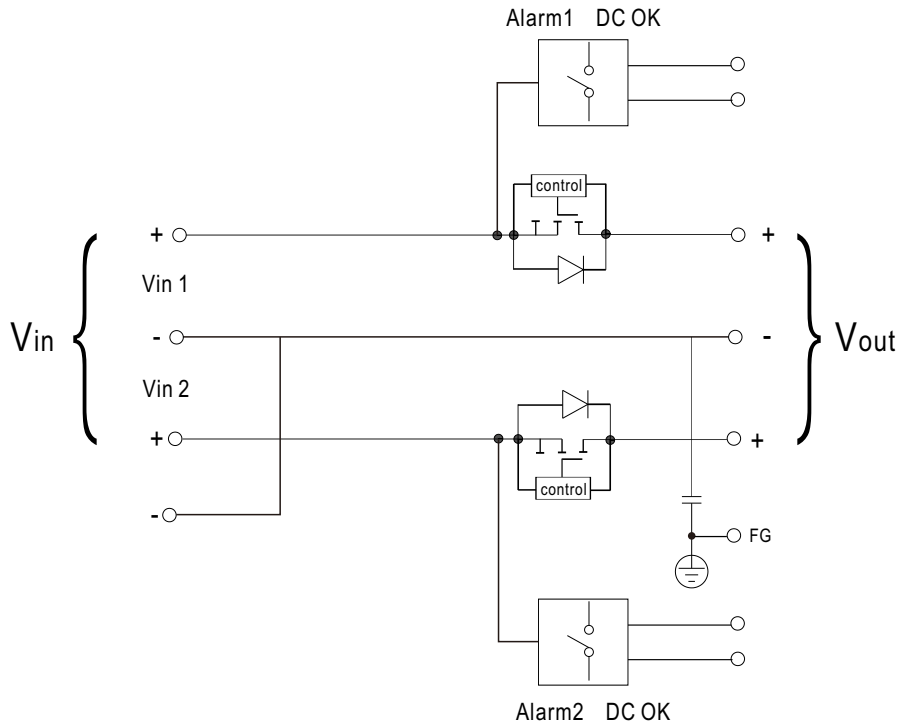 Alarm1 DC OK
control
+ +
Vin 1
Vin - - Vout
Vin 2
+ +
control
-
FG
Alarm2 DC OK